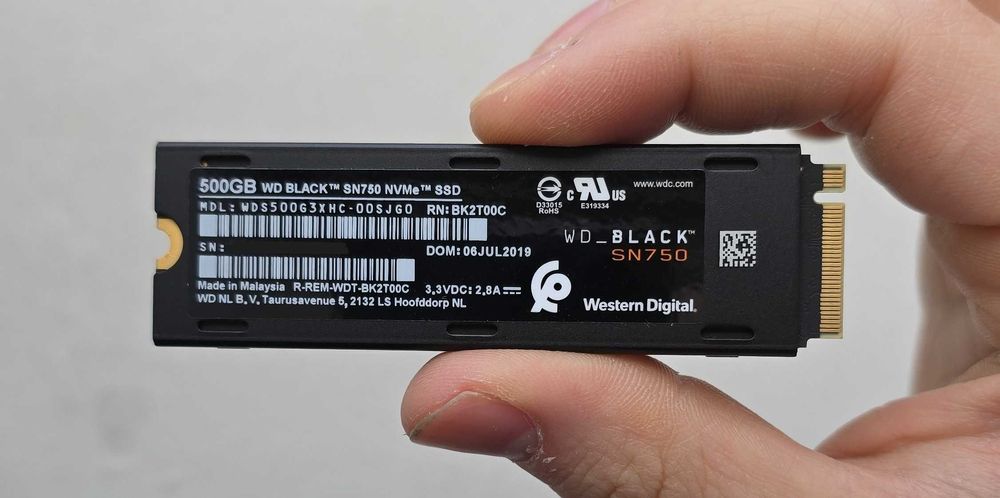 500GB WD BLACK™ SN750 NVMe™ SSD
MDL: WDS500G3XHC-00SJG0 RN: BK2T00C
SN:
DOM: 06JUL2019
Made in Malaysia R-REM-WDT-BK2T00C 3,3VDC: 2,8A
WD NL B, V, Taurusavenue 5, 2132 LS Hoofddorp NL
D33015
RoHS
c RU US
E319334
www.wdc.com
WD_BLACK™
SN750
Western Digital®